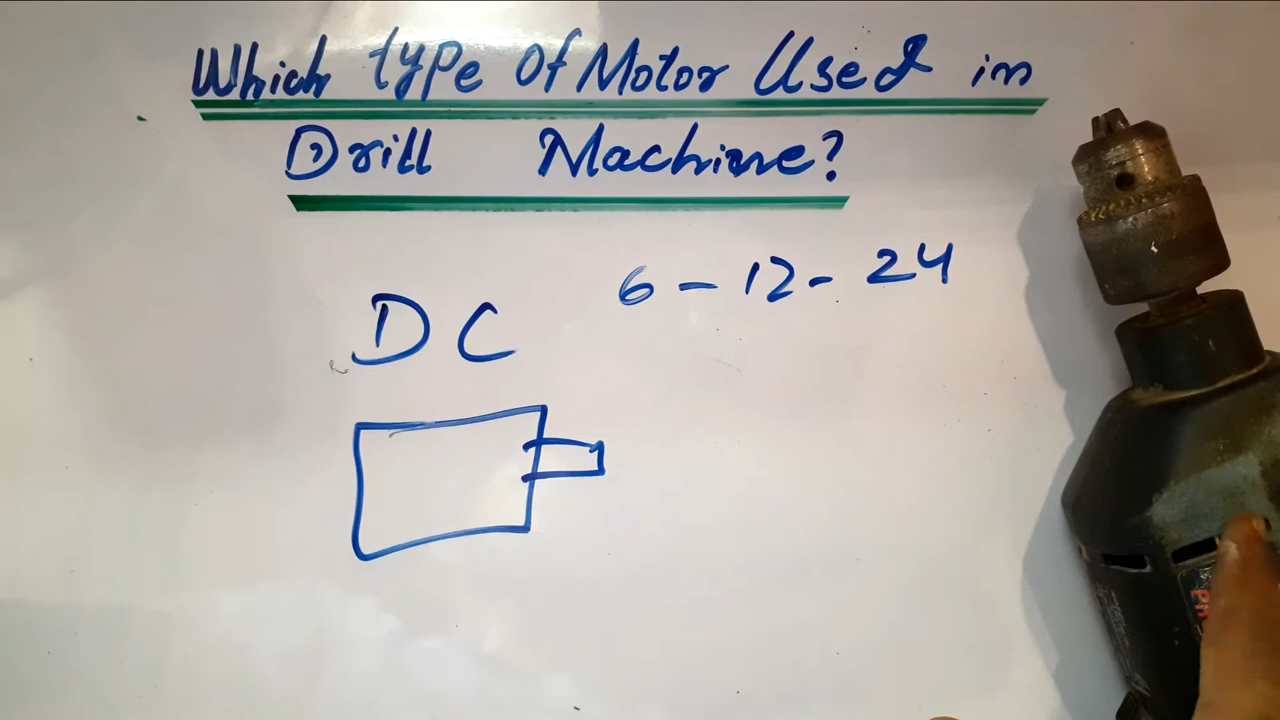 Which type of Motor Used in
Drill Machine?
6-12-24
DC